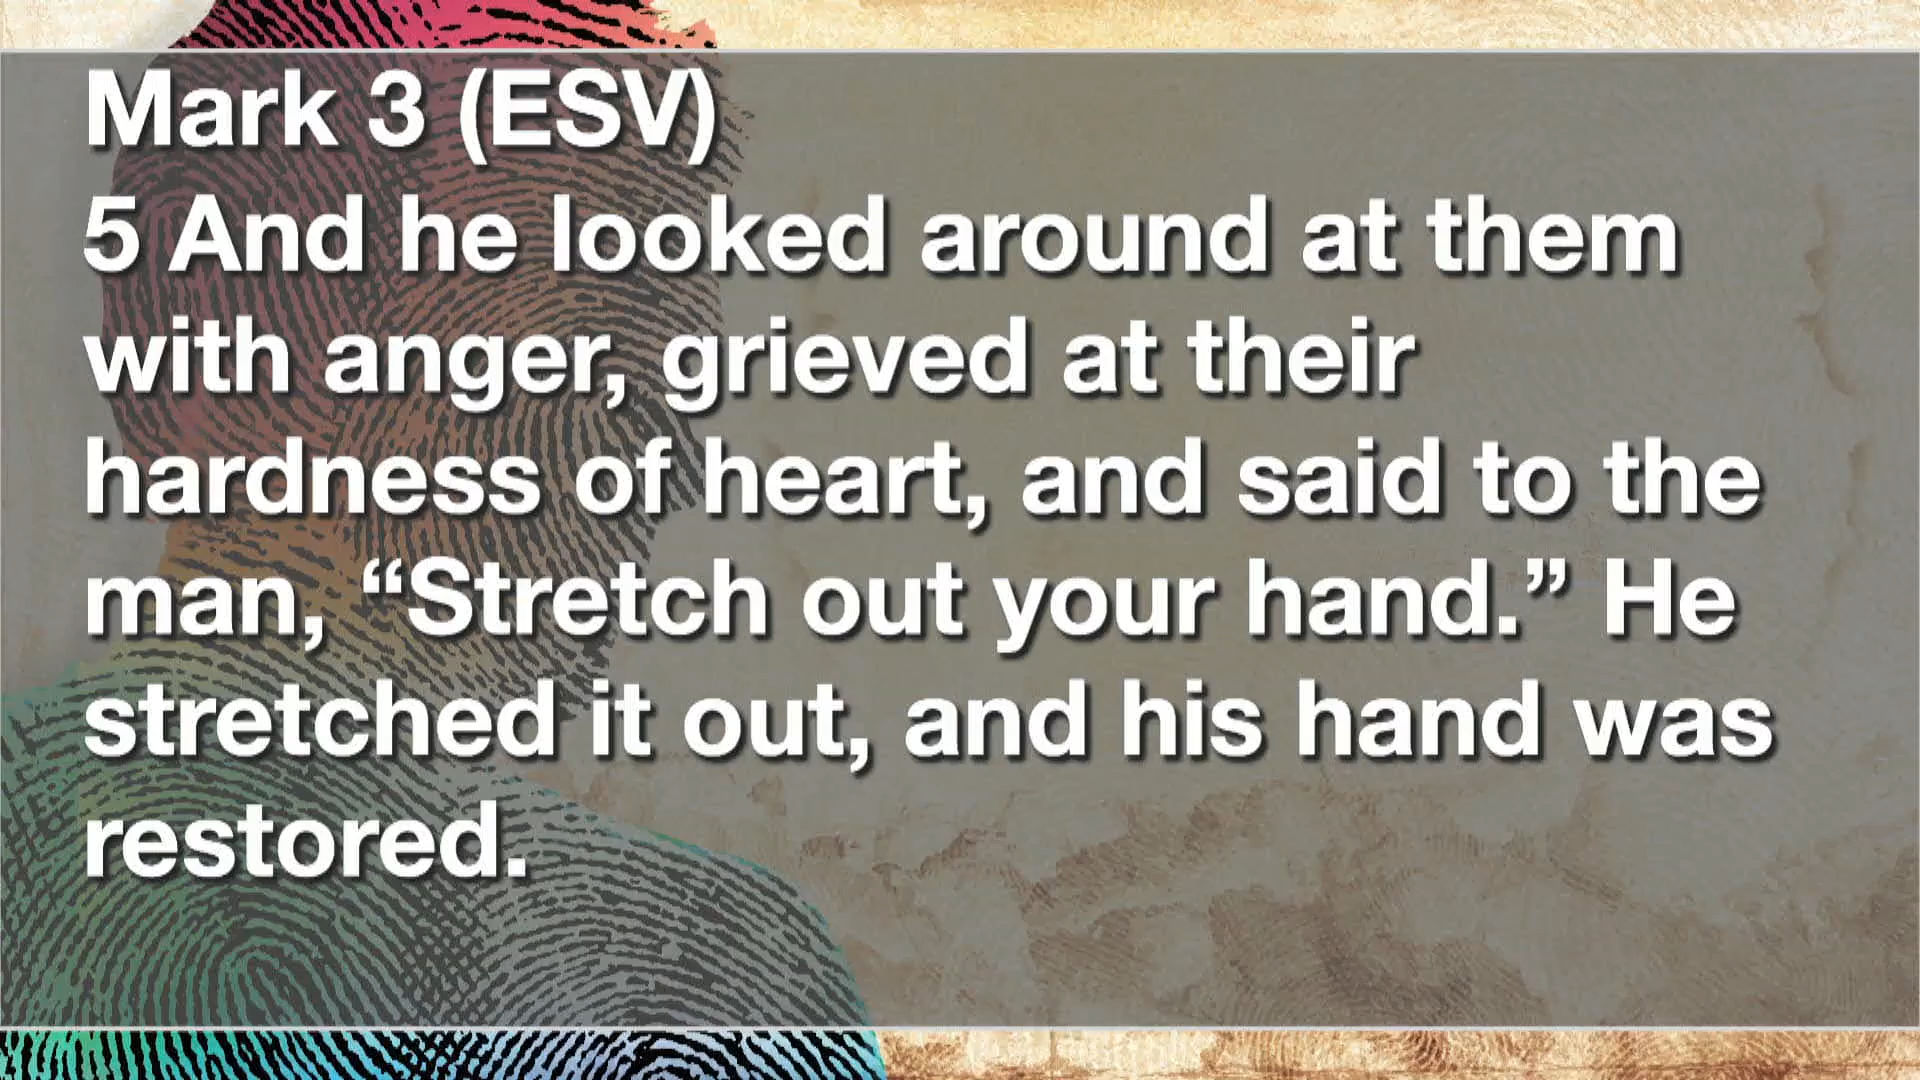 Mark 3 (ESV)
5 And he looked around at them
with anger, grieved at their
hardness of heart, and said to the
man, “Stretch out your hand.” He
stretched it out, and his hand was
restored.